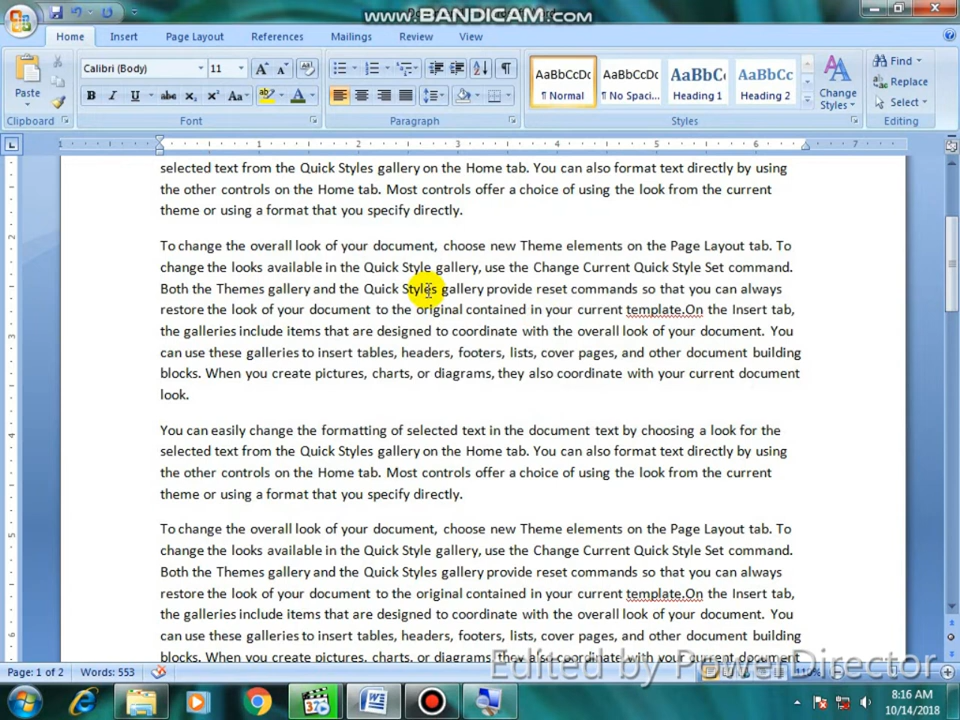 www.BANDICAM.com
Home Insert Page Layout References Mailings Review View
Calibri (Body) 11
Paste
AaBbCcDc AaBbCcDc AaBbC AaBbCc
¶ Normal ¶ No Spaci... Heading 1 Heading 2
Change Styles
Find
Replace
Select
Clipboard Font Paragraph Styles Editing
selected text from the Quick Styles gallery on the Home tab. You can also format text directly by using
the other controls on the Home tab. Most controls offer a choice of using the look from the current
theme or using a format that you specify directly.
To change the overall look of your document, choose new Theme elements on the Page Layout tab. To
change the looks available in the Quick Style gallery, use the Change Current Quick Style Set command.
Both the Themes gallery and the Quick Styles gallery provide reset commands so that you can always
restore the look of your document to the original contained in your current template.On the Insert tab,
the galleries include items that are designed to coordinate with the overall look of your document. You
can use these galleries to insert tables, headers, footers, lists, cover pages, and other document building
blocks. When you create pictures, charts, or diagrams, they also coordinate with your current document
look.
You can easily change the formatting of selected text in the document text by choosing a look for the
selected text from the Quick Styles gallery on the Home tab. You can also format text directly by using
the other controls on the Home tab. Most controls offer a choice of using the look from the current
theme or using a format that you specify directly.
To change the overall look of your document, choose new Theme elements on the Page Layout tab. To
change the looks available in the Quick Style gallery, use the Change Current Quick Style Set command.
Both the Themes gallery and the Quick Styles gallery provide reset commands so that you can always
restore the look of your document to the original contained in your current template.On the Insert tab,
the galleries include items that are designed to coordinate with the overall look of your document. You
can use these galleries to insert tables, headers, footers, lists, cover pages, and other document building
blocks. When you create pictures, charts, or diagrams, they also coordinate with your current document
Edited by PowerDirector
Page: 1 of 2 Words: 553 110%
8:16 AM
10/14/2018